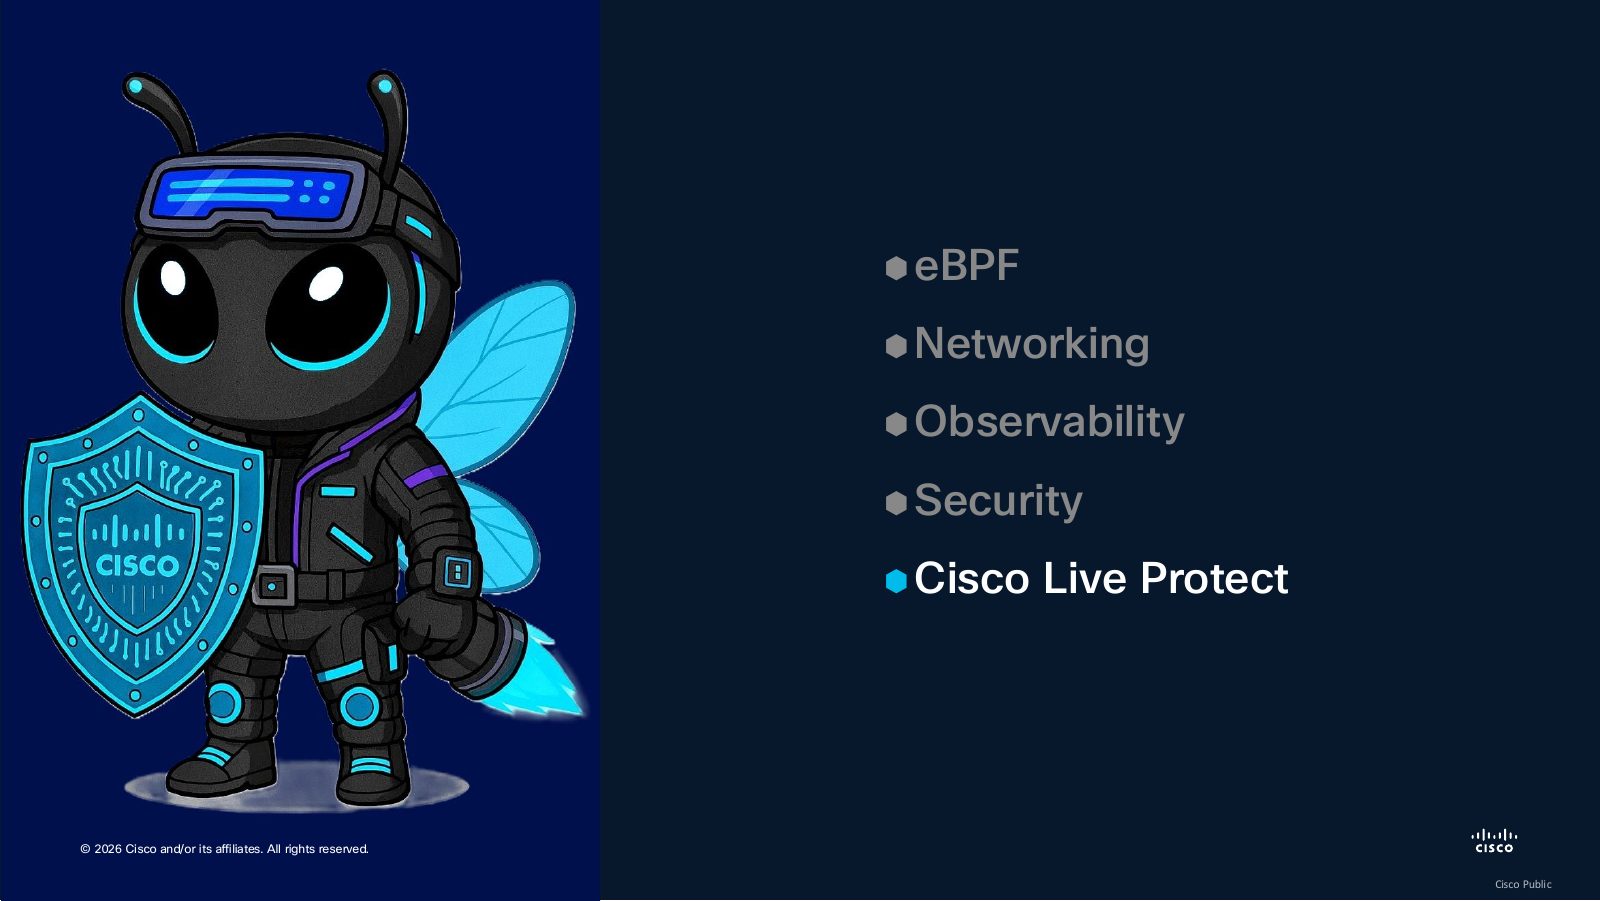 CISCO
eBPF
Networking
Observability
Security
Cisco Live Protect
© 2026 Cisco and/or its affiliates. All rights reserved.
CISCO
Cisco Public